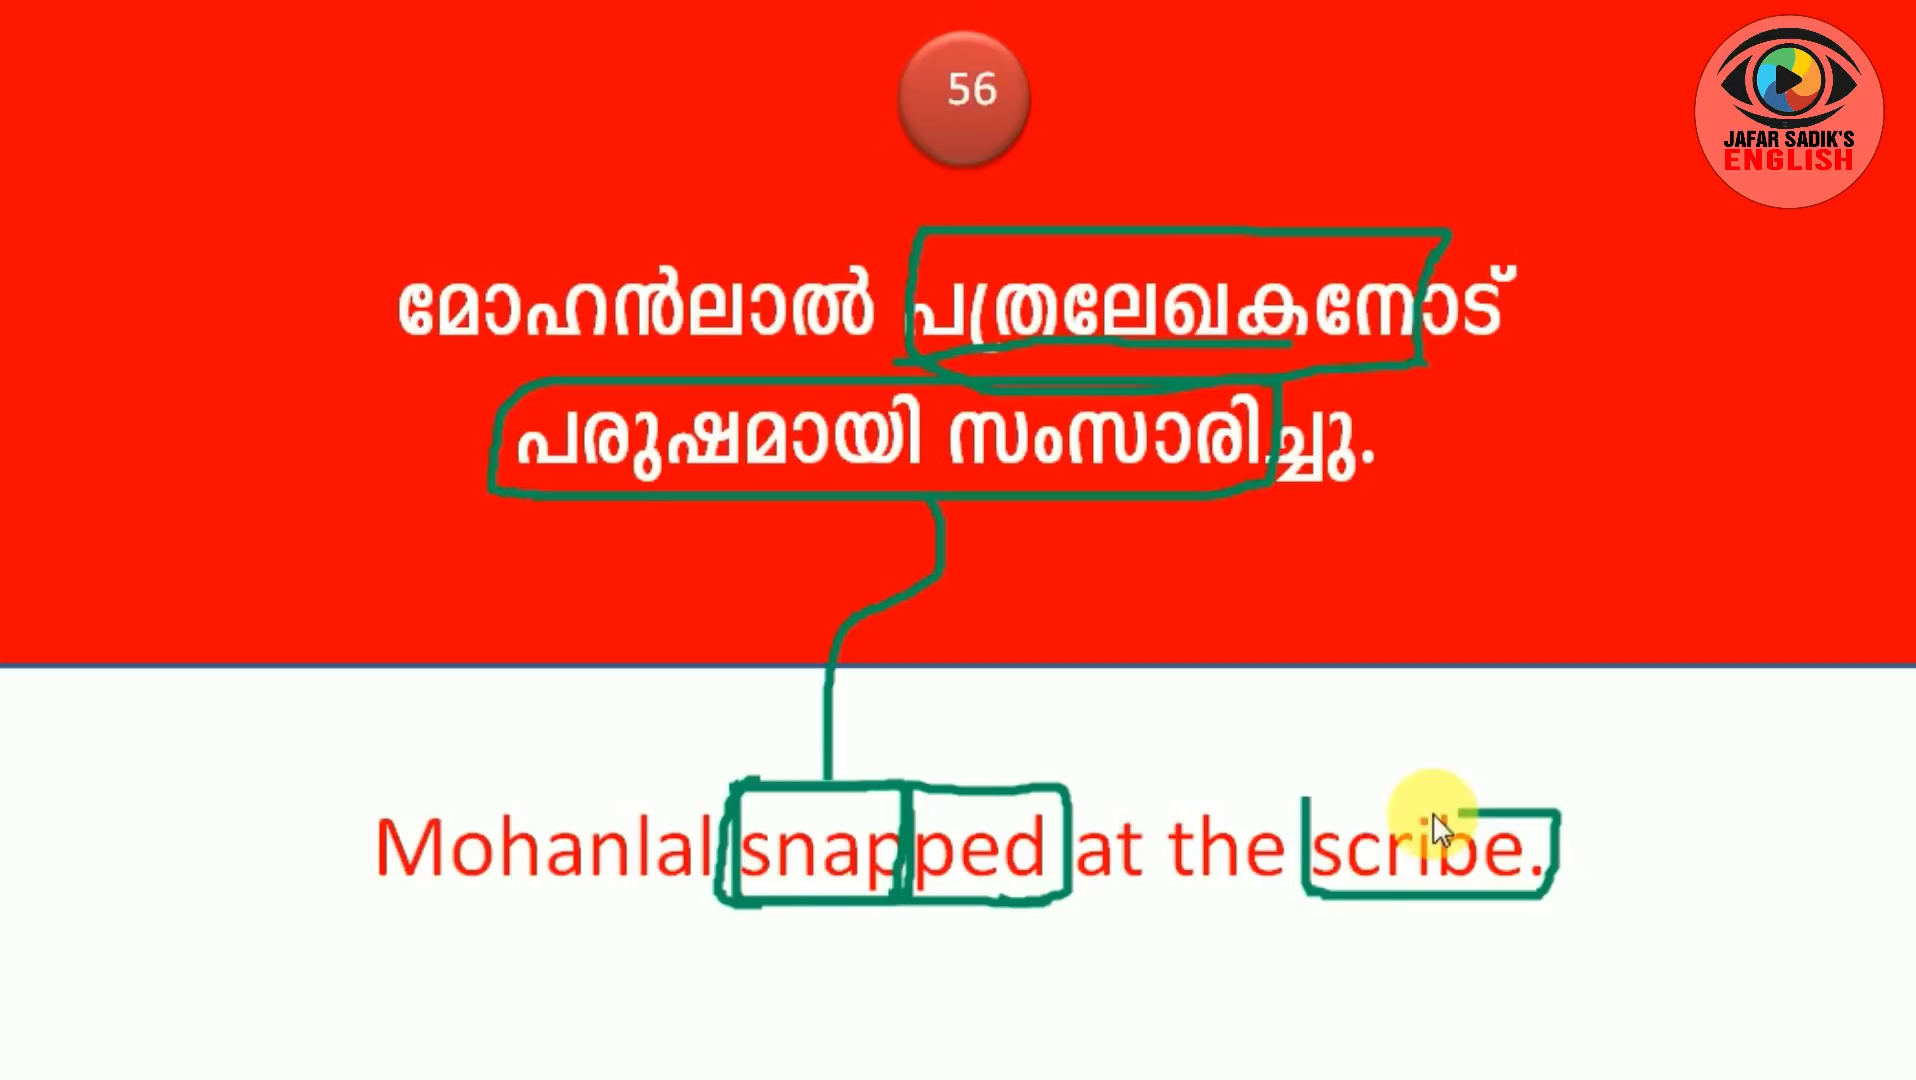 56
JAFAR SADIK'S
ENGLISH
മോഹൻലാൽ പത്രലേഖകനോട്
പരുഷമായി സംസാരിച്ചു.
Mohanlal snapped at the scribe.